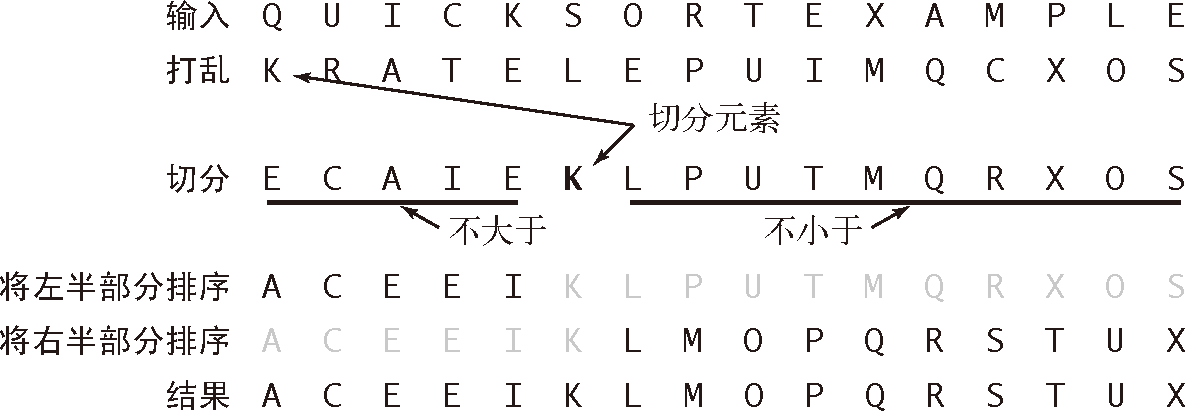 输入 Q U I C K S O R T E X A M P L E
打乱 K R A T E L E P U I M Q C X O S
切分元素
切分 E C A I E K L P U T M Q R X O S
不大于 不小于
将左半部分排序 A C E E I K L P U T M Q R X O S
将右半部分排序 A C E E I K L M O P Q R S T U X
结果 A C E E I K L M O P Q R S T U X